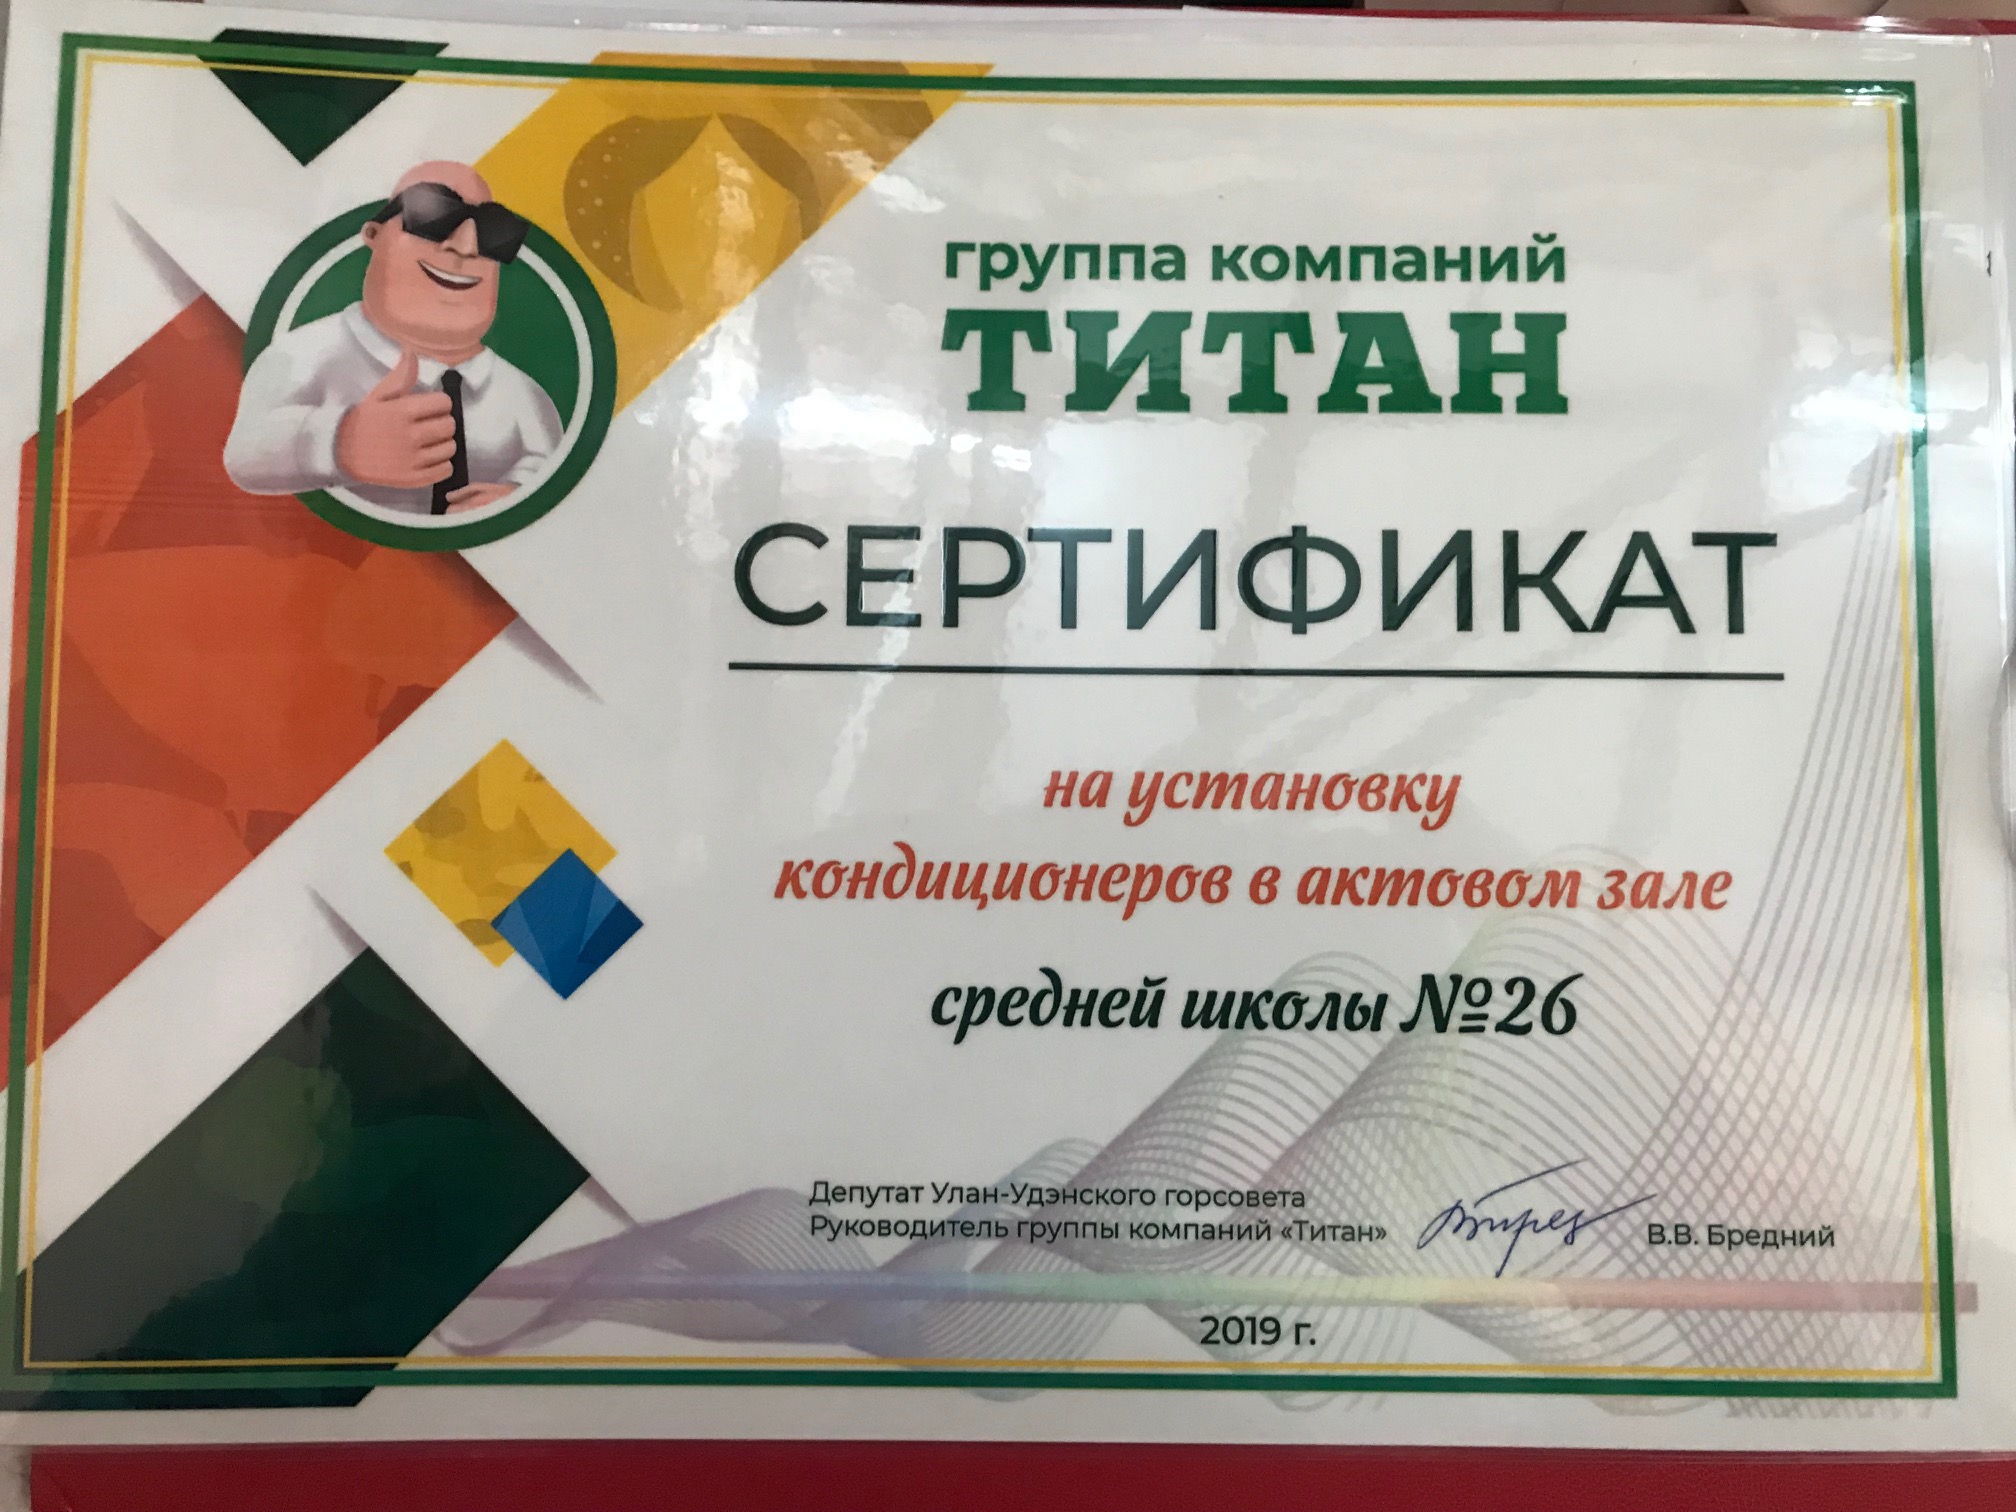 группа компаний
ТИТАН
СЕРТИФИКАТ
на установку
кондиционеров в актовом зале
средней школы №26
Депутат Улан-Удэнского горсовета
Руководитель группы компаний «Титан»
В.В. Бредний
2019 г.